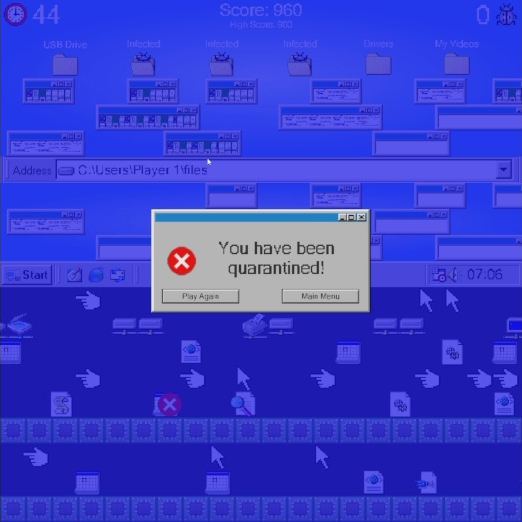 44
Score: 960
High Score: 960
0
USB Drive
Infected
Infected
Infected
Drivers
My Videos
Address
C:\Users\Player 1\files
You have been
quarantined!
Play Again
Main Menu
Start
07:06